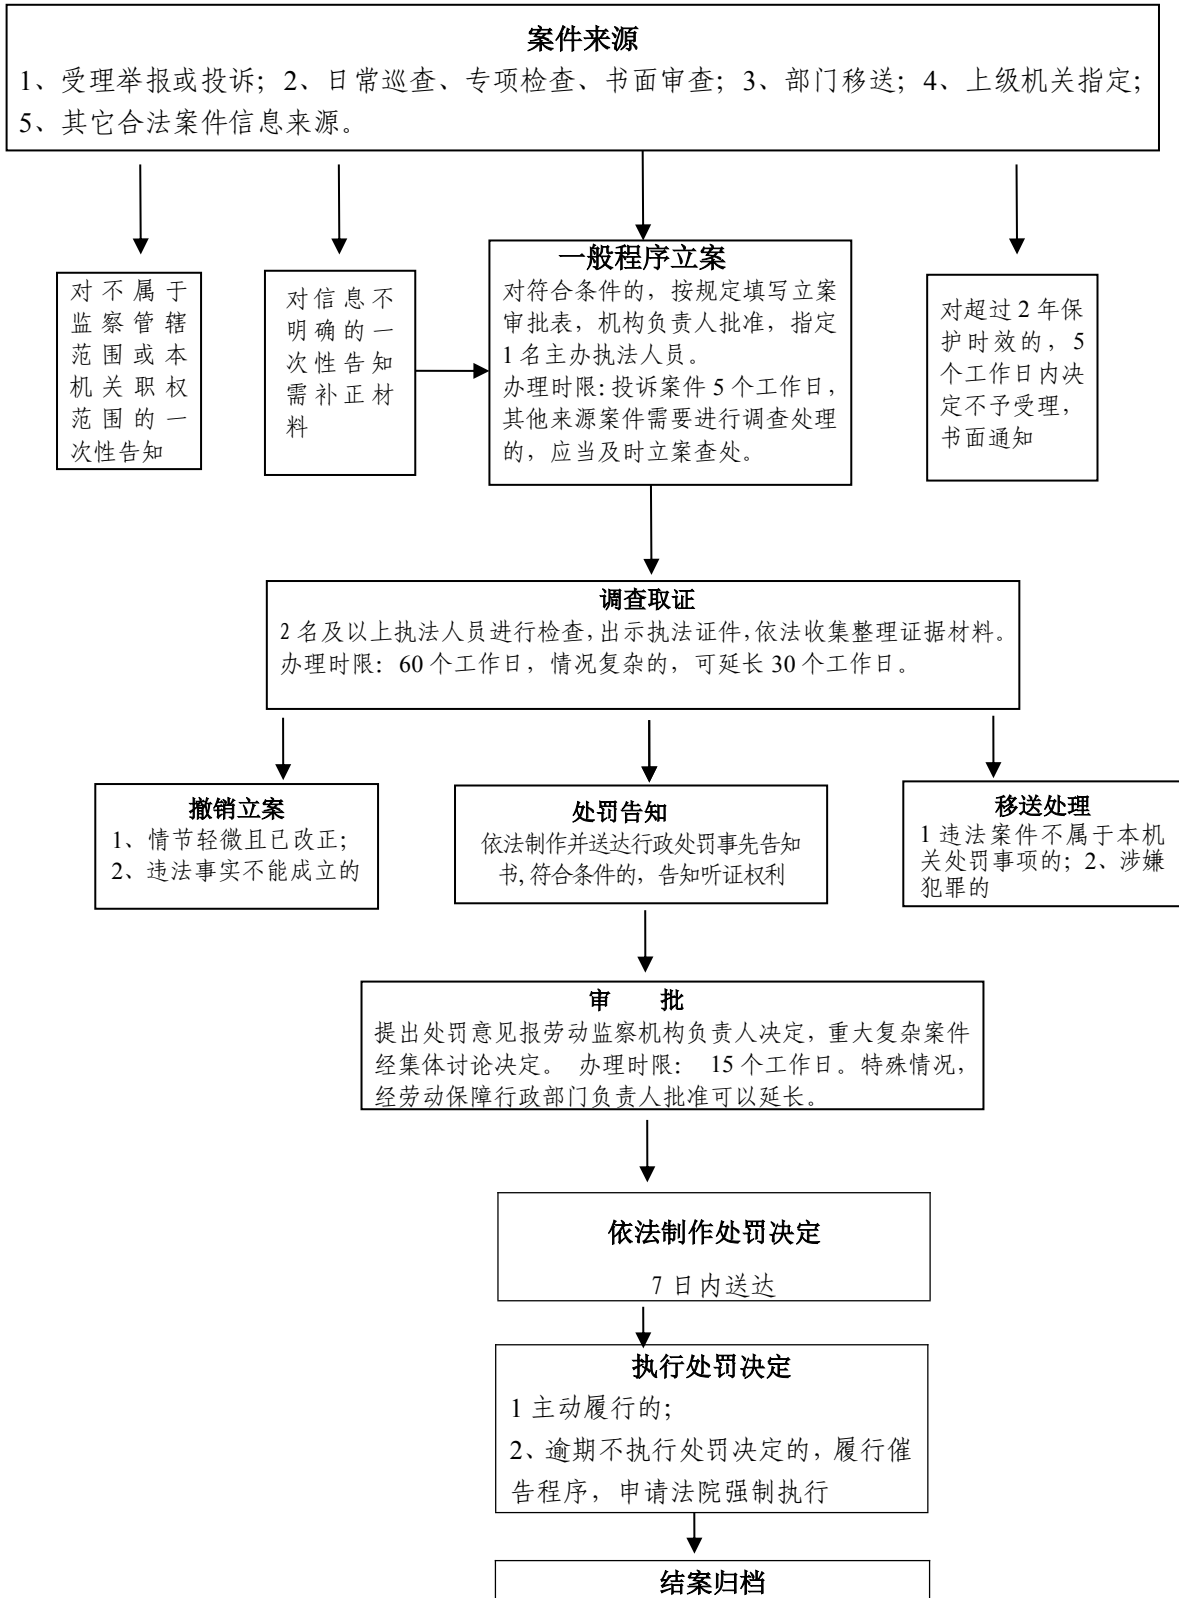 案件来源
1、受理举报或投诉；2、日常巡查、专项检查、书面审查；3、部门移送；4、上级机关指定；
5、其它合法案件信息来源。
对不属于
监察管辖
范围或本
机关职权
范围的一
次性告知
对信息不
明确的一
次性告知
需补正材
料
一般程序立案
对符合条件的，按规定填写立案
审批表，机构负责人批准，指定
1名主办执法人员。
办理时限：投诉案件 5 个工作日，
其他来源案件需要进行调查处理
的，应当及时立案查处。
对超过 2 年保
护时效的，5
个工作日内决
定不予受理，
书面通知
调查取证
2 名及以上执法人员进行检查，出示执法证件，依法收集整理证据材料。
办理时限：60 个工作日，情况复杂的，可延长 30 个工作日。
撤销立案
1、情节轻微且已改正；
2、违法事实不能成立的
处罚告知
依法制作并送达行政处罚事先告知
书，符合条件的，告知听证权利
移送处理
1 违法案件不属于本机
关处罚事项的；2、涉嫌
犯罪的
审 批
提出处罚意见报劳动监察机构负责人决定，重大复杂案件
经集体讨论决定。 办理时限： 15 个工作日。特殊情况，
经劳动保障行政部门负责人批准可以延长。
依法制作处罚决定
7 日内送达
执行处罚决定
1 主动履行的；
2、逾期不执行处罚决定的，履行催
告程序，申请法院强制执行
结案归档